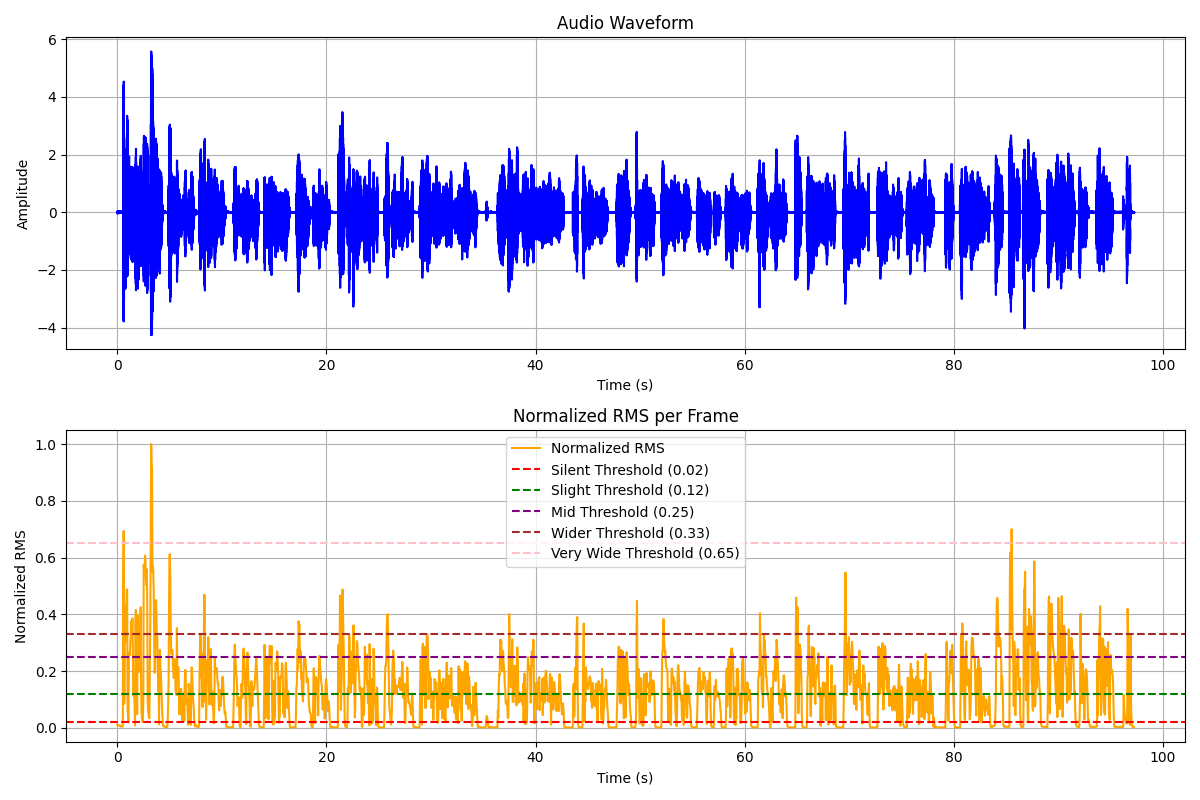 Audio Waveform
6
4
2
0
−2
−4
Amplitude
0 20 40 60 80 100
Time (s)
Normalized RMS per Frame
1.0
0.8
0.6
0.4
0.2
0.0
Normalized RMS
Normalized RMS
Silent Threshold (0.02)
Slight Threshold (0.12)
Mid Threshold (0.25)
Wider Threshold (0.33)
Very Wide Threshold (0.65)
0 20 40 60 80 100
Time (s)